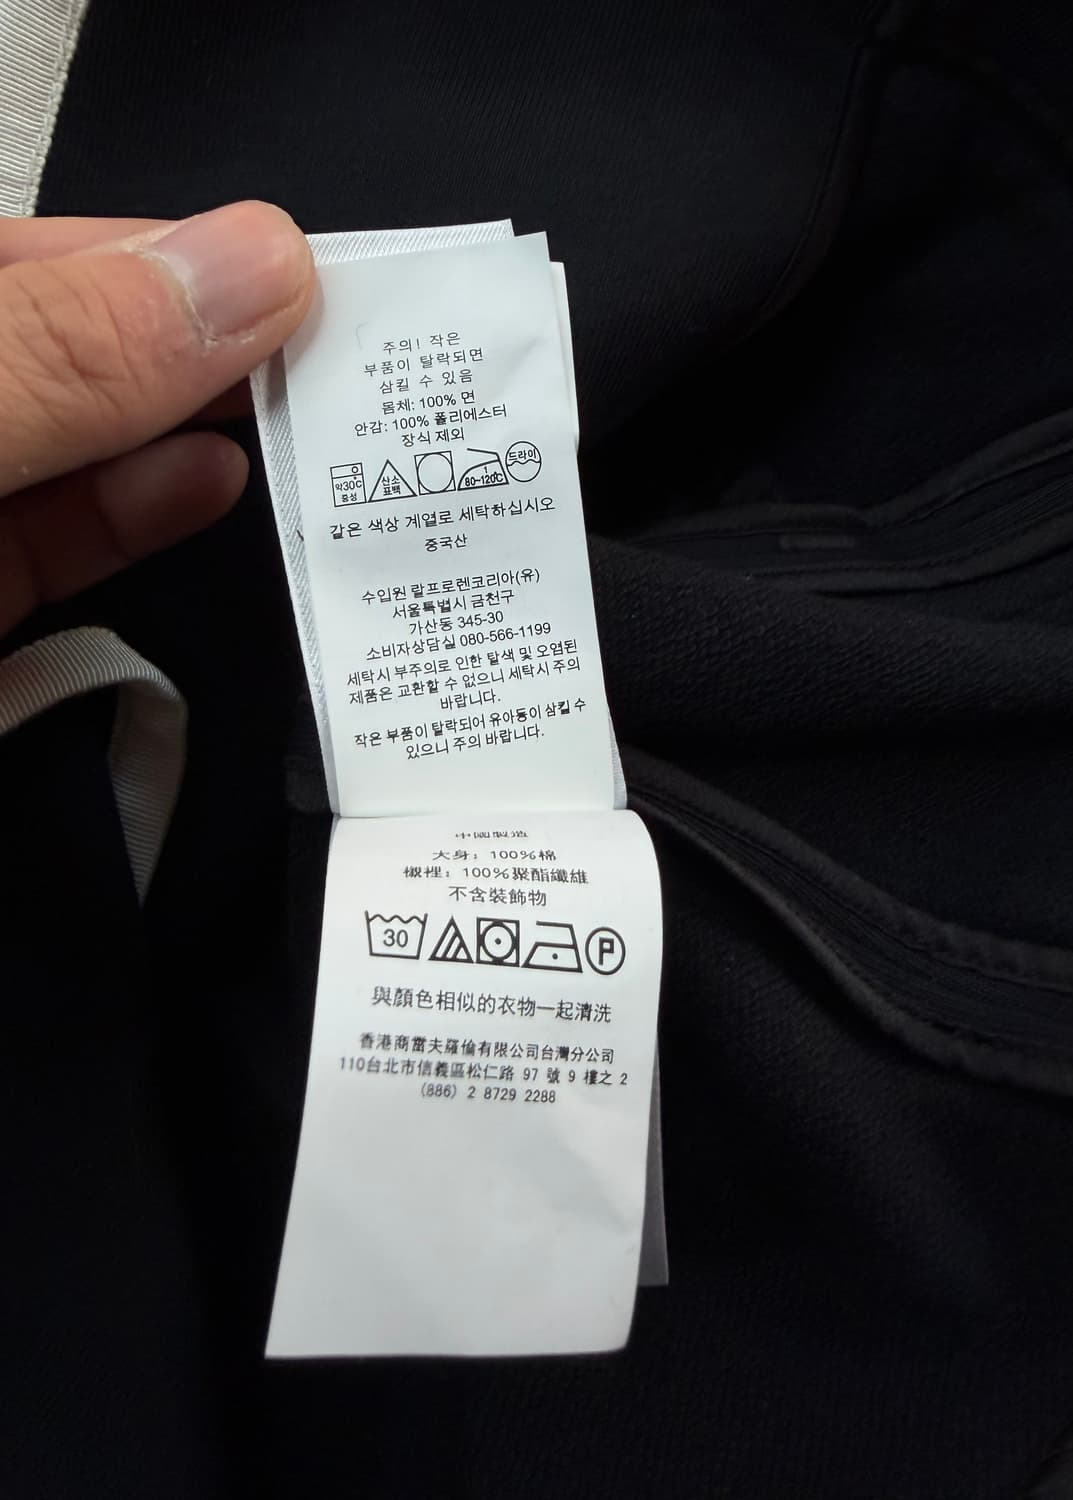 주의! 작은
부품이 탈락되면
삼킬 수 있음
몸체: 100% 면
안감: 100% 폴리에스터
장식 제외
약30℃
중성
산소
표백
1
80~120℃
드라이
같은 색상 계열로 세탁하십시오
중국산
수입원 랄프로렌코리아(유)
서울특별시 금천구
가산동 345-30
소비자상담실 080-566-1199
세탁시 부주의로 인한 탈색 및 오염된
제품은 교환할 수 없으니 세탁시 주의
바랍니다.
작은 부품이 탈락되어 유아동이 삼킬 수
있으니 주의 바랍니다.
中國製造
大身: 100%棉
襯裡: 100%聚酯纖維
不含裝飾物
30
P
與顏色相似的衣物一起清洗
香港商雷夫羅倫有限公司台灣分公司
110台北市信義區松仁路 97 號 9 樓之 2
(886) 2 8729 2288